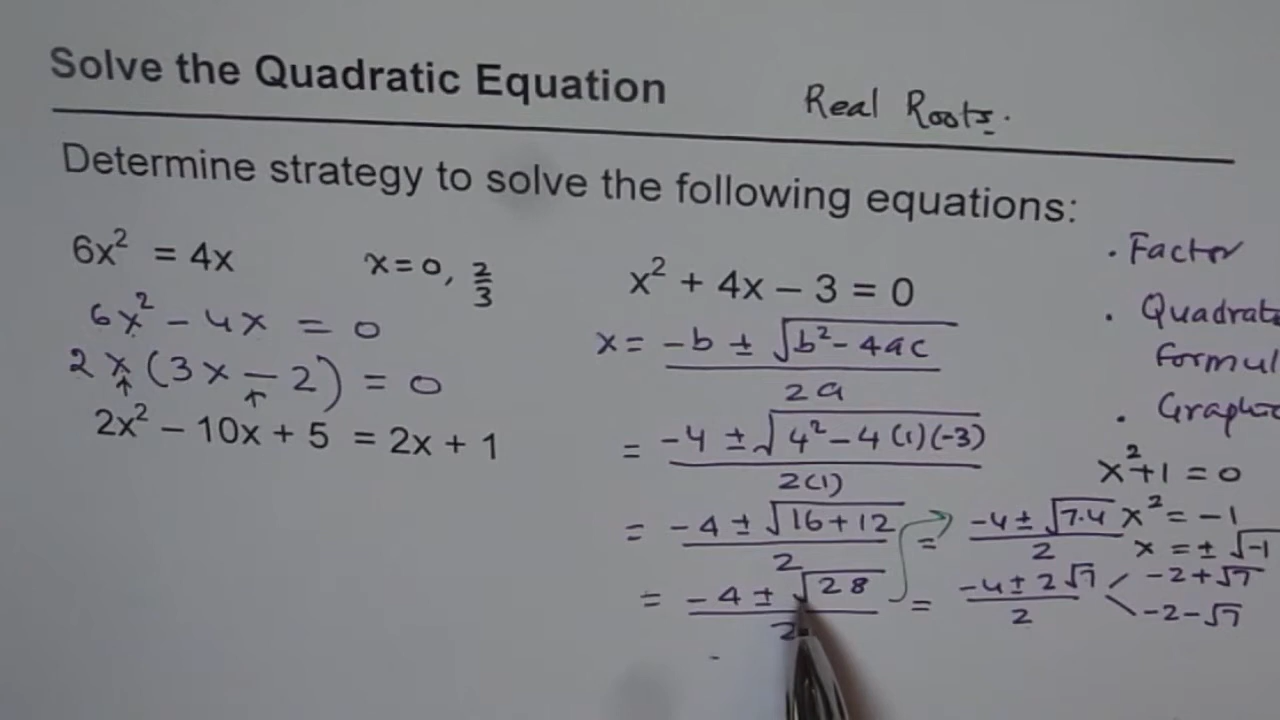 Solve the Quadratic Equation
Real Roots.
Determine strategy to solve the following equations:
6x² = 4x
x = 0, 2/3
6x² - 4x = 0
2x(3x - 2) = 0
2x² – 10x + 5 = 2x + 1
x² + 4x – 3 = 0
x = (-b ± √(b² - 4ac))/2a
= (-4 ± √(4² - 4(1)(-3)))/2(1)
= (-4 ± √(16+12))/2
= (-4 ± √28)/2
= (-4 ± √(7·4))/2
= (-4 ± 2√7)/2
-2+√7
-2-√7
· Factor
· Quadrat
formul
· Graphi
x²+1 = 0
x² = -1
x = ±√-1